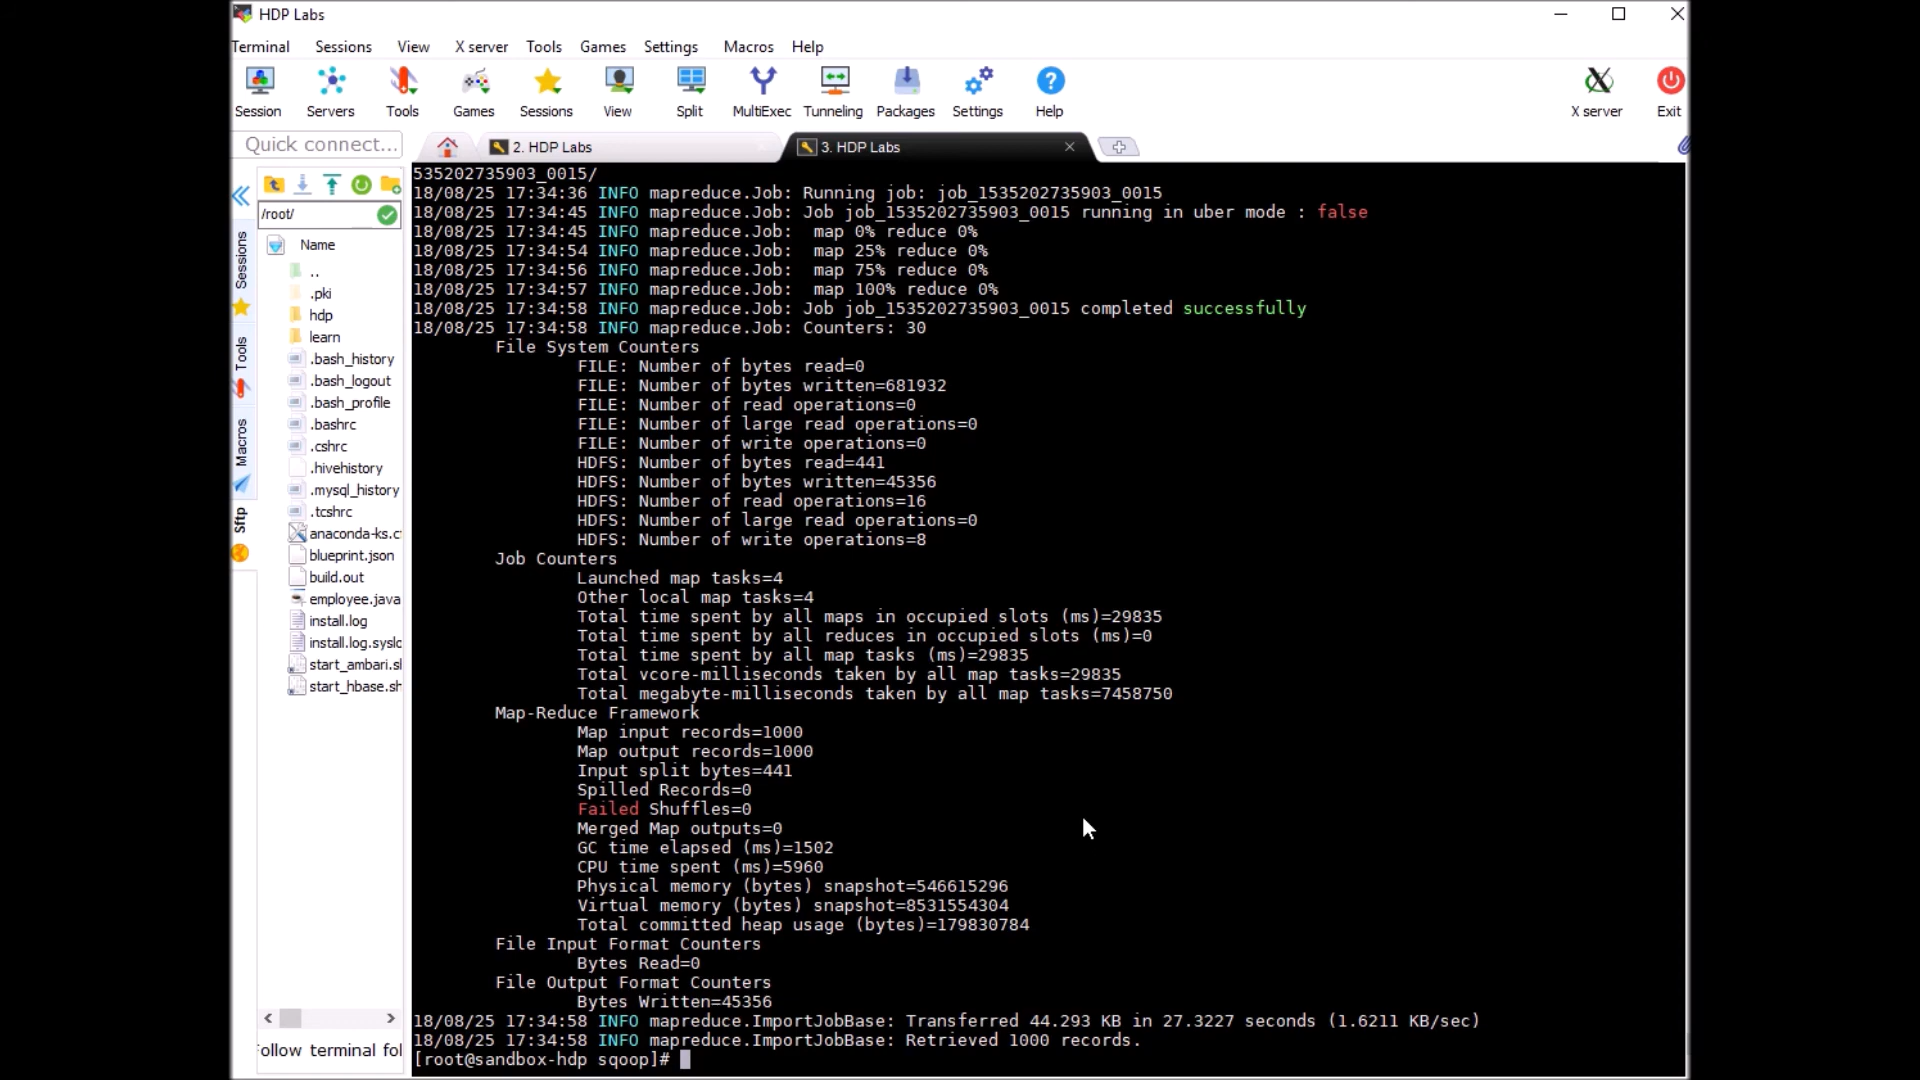 HDP Labs
Terminal Sessions View X server Tools Games Settings Macros Help
Session Servers Tools Games Sessions View Split MultiExec Tunneling Packages Settings Help X server Exit
Quick connect...
2. HDP Labs
3. HDP Labs
/root/
Name
..
.pki
hdp
learn
.bash_history
.bash_logout
.bash_profile
.bashrc
.cshrc
.hivehistory
.mysql_history
.tcshrc
anaconda-ks.c
blueprint.json
build.out
employee.java
install.log
install.log.syslo
start_ambari.sl
start_hbase.sh
Follow terminal fol
Sessions
Tools
Macros
Sftp
535202735903_0015/
18/08/25 17:34:36 INFO mapreduce.Job: Running job: job_1535202735903_0015
18/08/25 17:34:45 INFO mapreduce.Job: Job job_1535202735903_0015 running in uber mode : false
18/08/25 17:34:45 INFO mapreduce.Job:  map 0% reduce 0%
18/08/25 17:34:54 INFO mapreduce.Job:  map 25% reduce 0%
18/08/25 17:34:56 INFO mapreduce.Job:  map 75% reduce 0%
18/08/25 17:34:57 INFO mapreduce.Job:  map 100% reduce 0%
18/08/25 17:34:58 INFO mapreduce.Job: Job job_1535202735903_0015 completed successfully
18/08/25 17:34:58 INFO mapreduce.Job: Counters: 30
File System Counters
FILE: Number of bytes read=0
FILE: Number of bytes written=681932
FILE: Number of read operations=0
FILE: Number of large read operations=0
FILE: Number of write operations=0
HDFS: Number of bytes read=441
HDFS: Number of bytes written=45356
HDFS: Number of read operations=16
HDFS: Number of large read operations=0
HDFS: Number of write operations=8
Job Counters
Launched map tasks=4
Other local map tasks=4
Total time spent by all maps in occupied slots (ms)=29835
Total time spent by all reduces in occupied slots (ms)=0
Total time spent by all map tasks (ms)=29835
Total vcore-milliseconds taken by all map tasks=29835
Total megabyte-milliseconds taken by all map tasks=7458750
Map-Reduce Framework
Map input records=1000
Map output records=1000
Input split bytes=441
Spilled Records=0
Failed Shuffles=0
Merged Map outputs=0
GC time elapsed (ms)=1502
CPU time spent (ms)=5960
Physical memory (bytes) snapshot=546615296
Virtual memory (bytes) snapshot=8531554304
Total committed heap usage (bytes)=179830784
File Input Format Counters
Bytes Read=0
File Output Format Counters
Bytes Written=45356
18/08/25 17:34:58 INFO mapreduce.ImportJobBase: Transferred 44.293 KB in 27.3227 seconds (1.6211 KB/sec)
18/08/25 17:34:58 INFO mapreduce.ImportJobBase: Retrieved 1000 records.
[root@sandbox-hdp sqoop]#